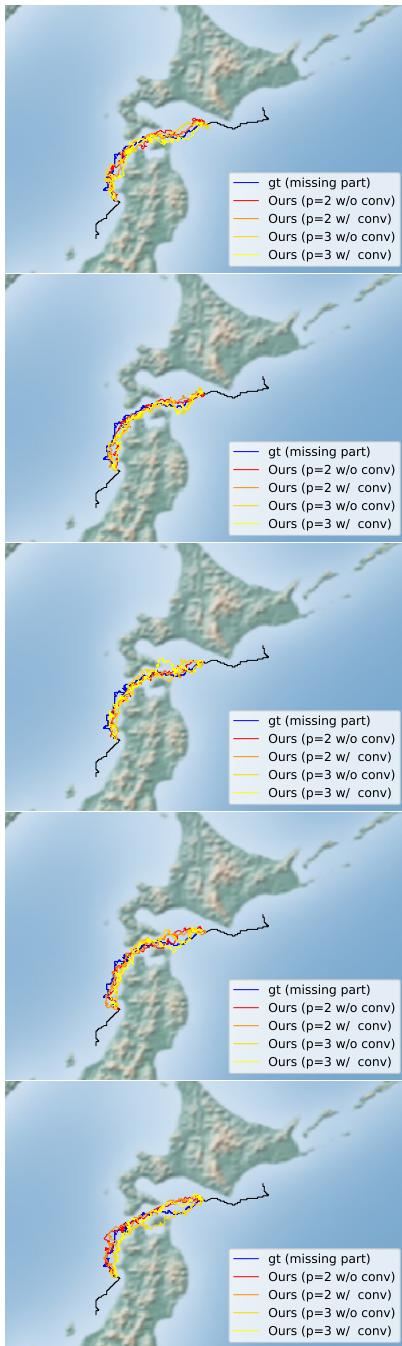 gt (missing part)
Ours (p=2 w/o conv)
Ours (p=2 w/  conv)
Ours (p=3 w/o conv)
Ours (p=3 w/  conv)
gt (missing part)
Ours (p=2 w/o conv)
Ours (p=2 w/  conv)
Ours (p=3 w/o conv)
Ours (p=3 w/  conv)
gt (missing part)
Ours (p=2 w/o conv)
Ours (p=2 w/  conv)
Ours (p=3 w/o conv)
Ours (p=3 w/  conv)
gt (missing part)
Ours (p=2 w/o conv)
Ours (p=2 w/  conv)
Ours (p=3 w/o conv)
Ours (p=3 w/  conv)
gt (missing part)
Ours (p=2 w/o conv)
Ours (p=2 w/  conv)
Ours (p=3 w/o conv)
Ours (p=3 w/  conv)